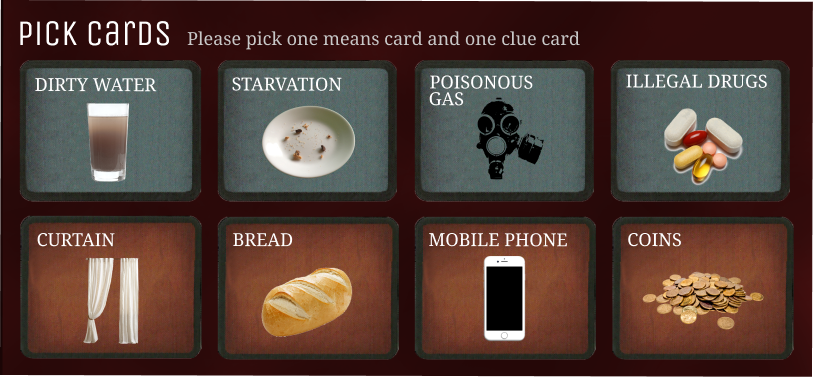 PICK CARDS Please pick one means card and one clue card
DIRTY WATER
STARVATION
POISONOUS
GAS
ILLEGAL DRUGS
CURTAIN
BREAD
MOBILE PHONE
COINS